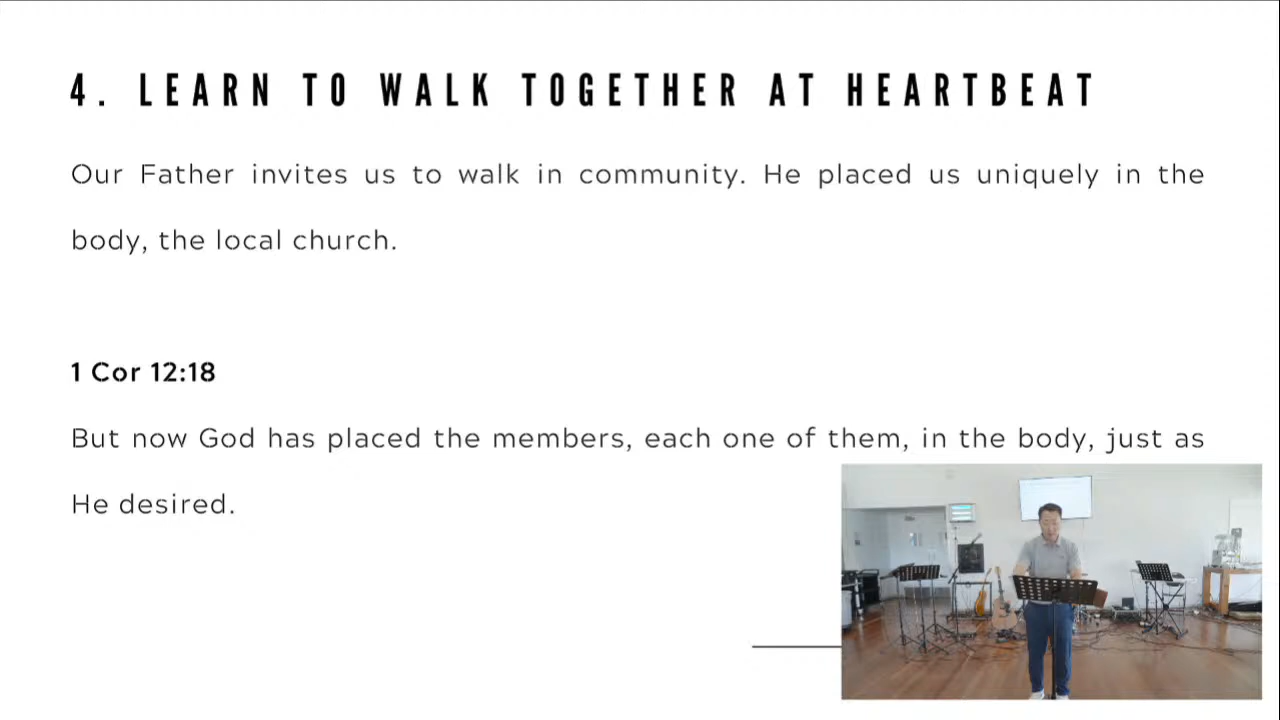 4. LEARN TO WALK TOGETHER AT HEARTBEAT
Our Father invites us to walk in community. He placed us uniquely in the
body, the local church.
1 Cor 12:18
But now God has placed the members, each one of them, in the body, just as
He desired.